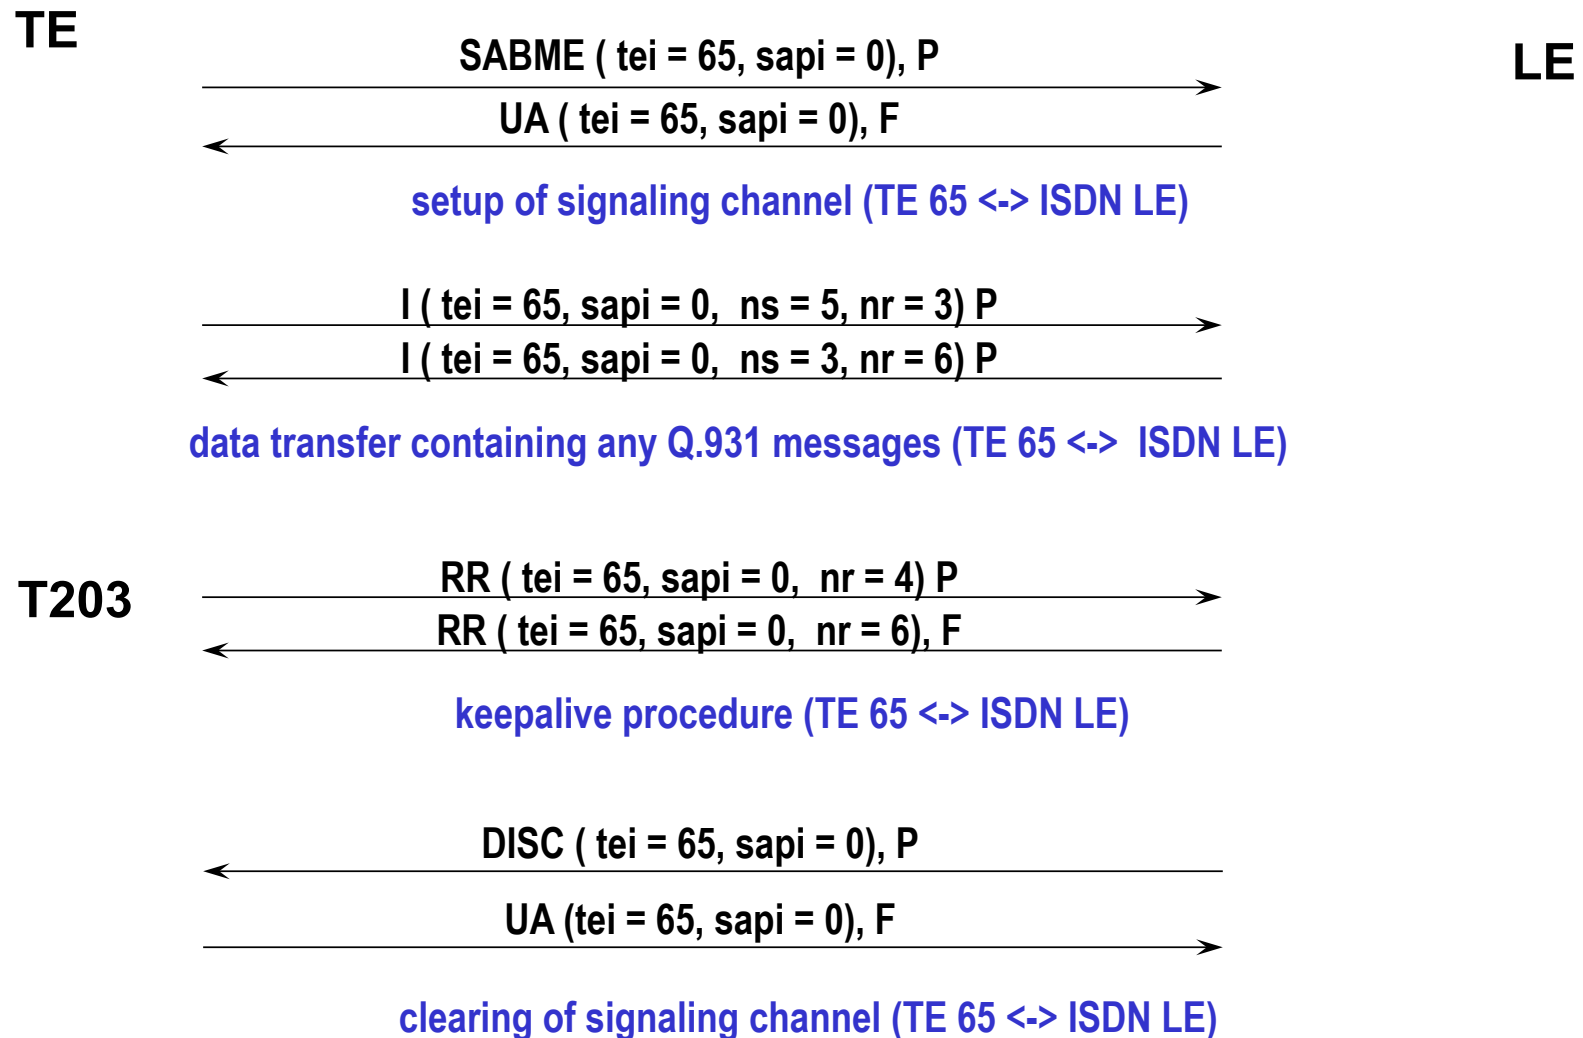 TE
LE
SABME ( tei = 65, sapi = 0), P
UA ( tei = 65, sapi = 0), F
setup of signaling channel (TE 65 <-> ISDN LE)
I ( tei = 65, sapi = 0,  ns = 5, nr = 3) P
I ( tei = 65, sapi = 0,  ns = 3, nr = 6) P
data transfer containing any Q.931 messages (TE 65 <->  ISDN LE)
T203
RR ( tei = 65, sapi = 0,  nr = 4) P
RR ( tei = 65, sapi = 0,  nr = 6), F
keepalive procedure (TE 65 <-> ISDN LE)
DISC ( tei = 65, sapi = 0), P
UA (tei = 65, sapi = 0), F
clearing of signaling channel (TE 65 <-> ISDN LE)